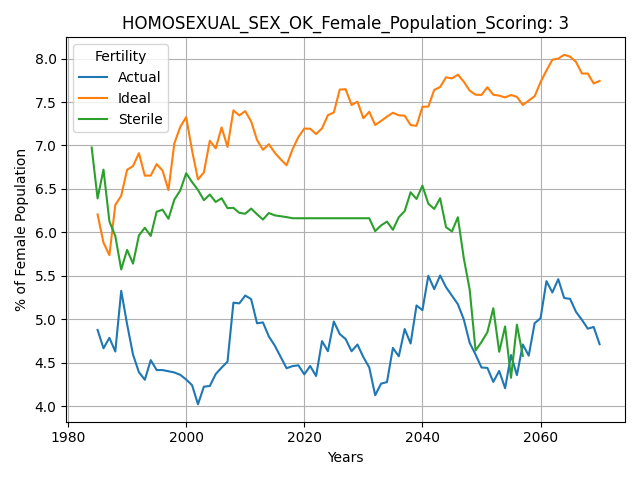 HOMOSEXUAL_SEX_OK_Female_Population_Scoring: 3
Fertility
Actual
Ideal
Sterile
% of Female Population
8.0
7.5
7.0
6.5
6.0
5.5
5.0
4.5
4.0
1980
2000
2020
2040
2060
Years